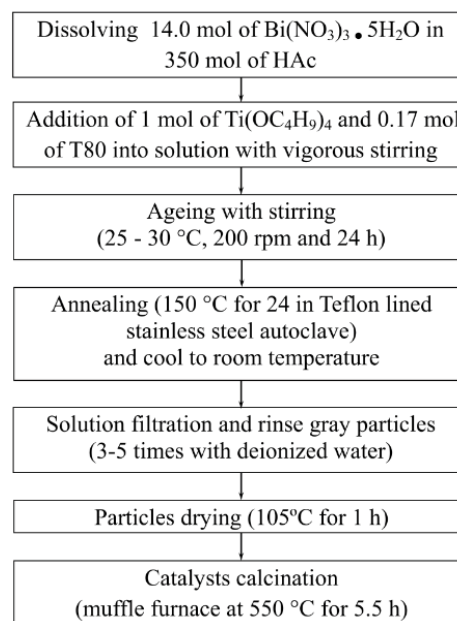 Dissolving 14.0 mol of Bi(NO₃)₃ • 5H₂O in
350 mol of HAc
Addition of 1 mol of Ti(OC₄H₉)₄ and 0.17 mol
of T80 into solution with vigorous stirring
Ageing with stirring
(25 - 30 °C, 200 rpm and 24 h)
Annealing (150 °C for 24 in Teflon lined
stainless steel autoclave)
and cool to room temperature
Solution filtration and rinse gray particles
(3-5 times with deionized water)
Particles drying (105ºC for 1 h)
Catalysts calcination
(muffle furnace at 550 °C for 5.5 h)